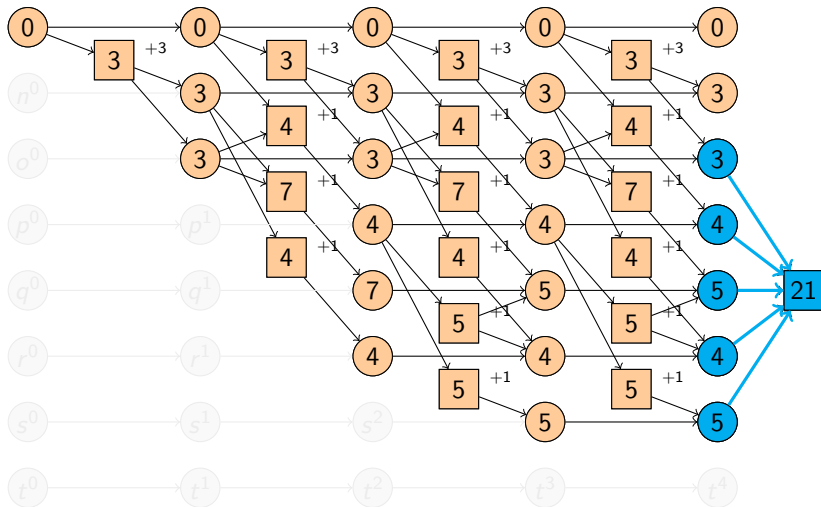 0 0 0 0 0
3 +3 3 +3 3 +3 3 +3
n⁰ 3 3 3 3
4 +1 4 +1 4 +1
o⁰ 3 3 3 3
7 +1 7 +1 7 +1
p⁰ p¹ 4 4 4
4 +1 4 +1 4 +1
q⁰ q¹ 7 5 5 21
5 +1 5 +1
r⁰ r¹ 4 4 4
5 +1 5 +1
s⁰ s¹ s² 5 5
t⁰ t¹ t² t³ t⁴